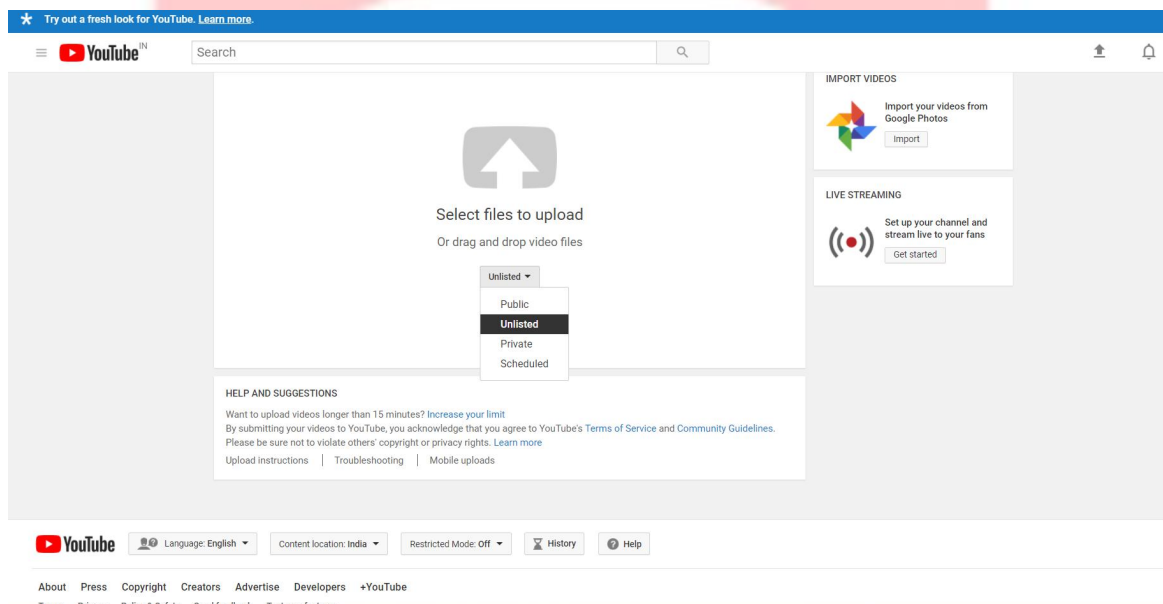 Try out a fresh look for YouTube. Learn more.
YouTube IN
Search
IMPORT VIDEOS
Import your videos from
Google Photos
Import
Select files to upload
Or drag and drop video files
Unlisted
Public
Unlisted
Private
Scheduled
LIVE STREAMING
Set up your channel and
stream live to your fans
Get started
HELP AND SUGGESTIONS
Want to upload videos longer than 15 minutes? Increase your limit
By submitting your videos to YouTube, you acknowledge that you agree to YouTube's Terms of Service and Community Guidelines.
Please be sure not to violate others' copyright or privacy rights. Learn more
Upload instructions Troubleshooting Mobile uploads
YouTube Language: English Content location: India Restricted Mode: Off History Help
About Press Copyright Creators Advertise Developers +YouTube